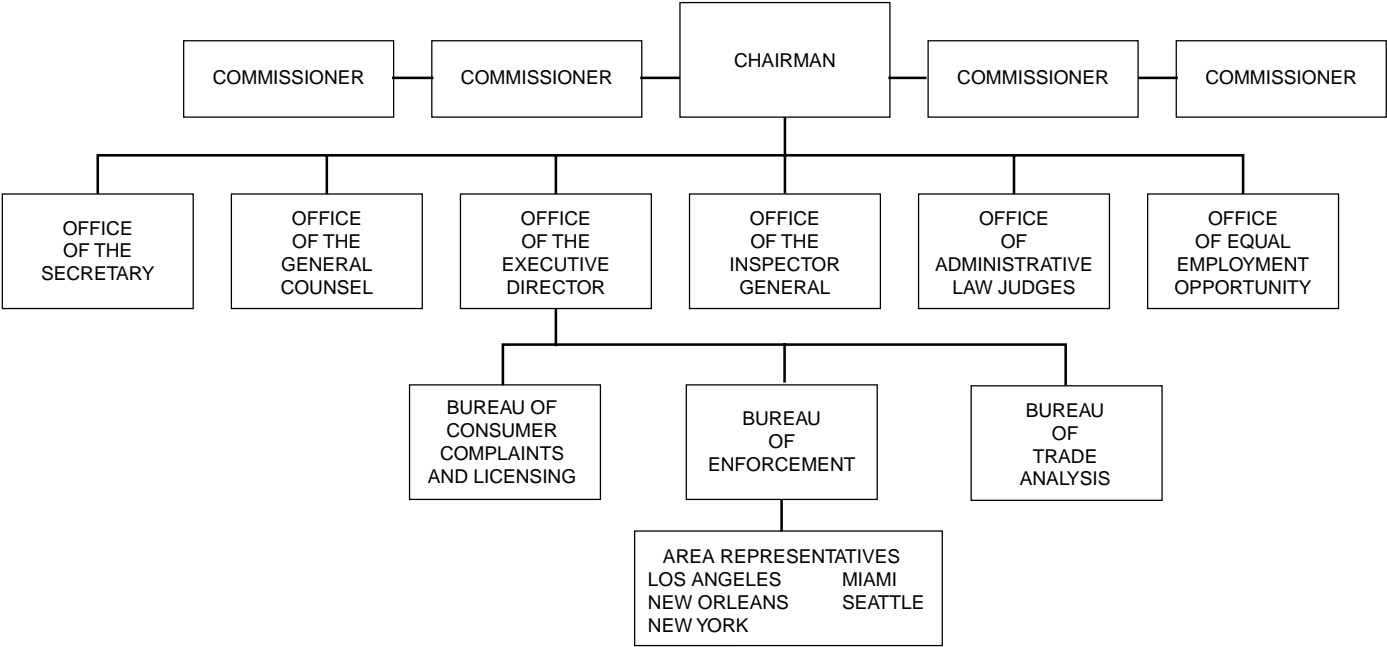 COMMISSIONER
COMMISSIONER
CHAIRMAN
COMMISSIONER
COMMISSIONER
OFFICE
OF THE
SECRETARY
OFFICE
OF THE
GENERAL
COUNSEL
OFFICE
OF THE
EXECUTIVE
DIRECTOR
OFFICE
OF THE
INSPECTOR
GENERAL
OFFICE
OF
ADMINISTRATIVE
LAW JUDGES
OFFICE
OF EQUAL
EMPLOYMENT
OPPORTUNITY
BUREAU OF
CONSUMER
COMPLAINTS
AND LICENSING
BUREAU
OF
ENFORCEMENT
BUREAU
OF
TRADE
ANALYSIS
AREA REPRESENTATIVES
LOS ANGELES MIAMI
NEW ORLEANS SEATTLE
NEW YORK